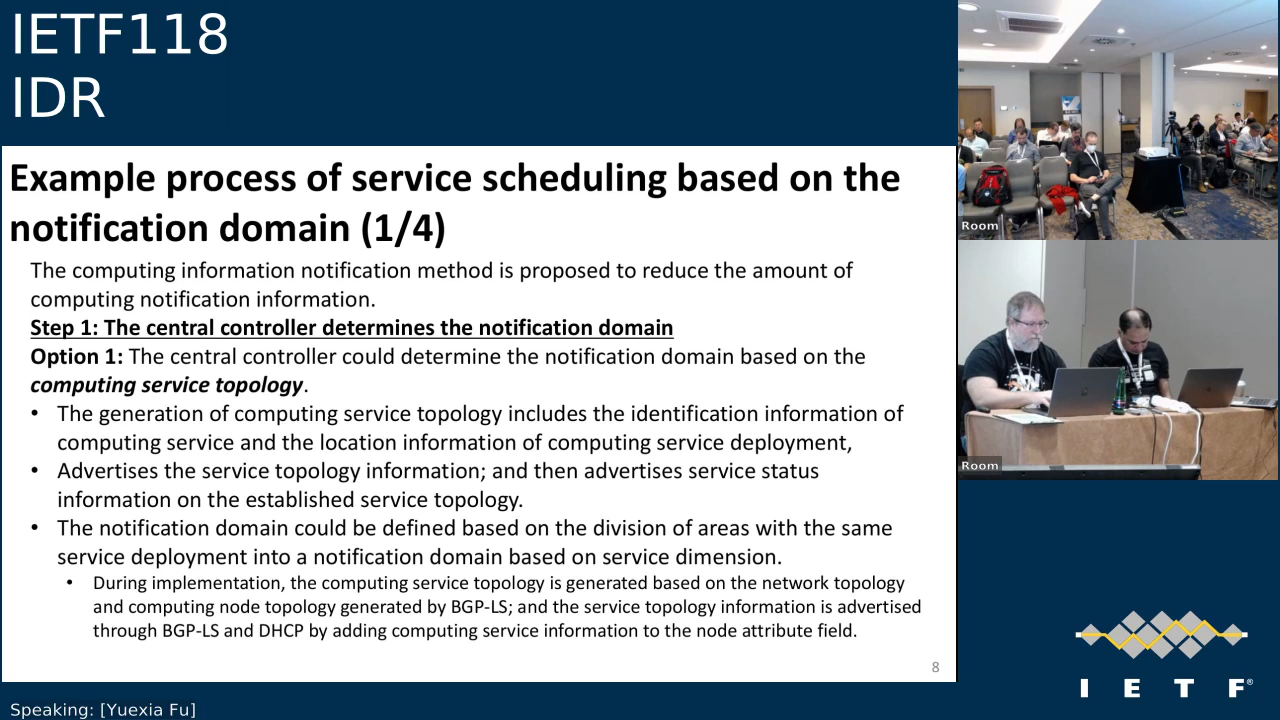 IETF118
IDR
Example process of service scheduling based on the
notification domain (1/4)
The computing information notification method is proposed to reduce the amount of
computing notification information.
Step 1: The central controller determines the notification domain
Option 1: The central controller could determine the notification domain based on the
computing service topology.
• The generation of computing service topology includes the identification information of
computing service and the location information of computing service deployment,
• Advertises the service topology information; and then advertises service status
information on the established service topology.
• The notification domain could be defined based on the division of areas with the same
service deployment into a notification domain based on service dimension.
• During implementation, the computing service topology is generated based on the network topology
and computing node topology generated by BGP-LS; and the service topology information is advertised
through BGP-LS and DHCP by adding computing service information to the node attribute field.
8
Speaking: [Yuexia Fu]
Room
Room
I E T F®